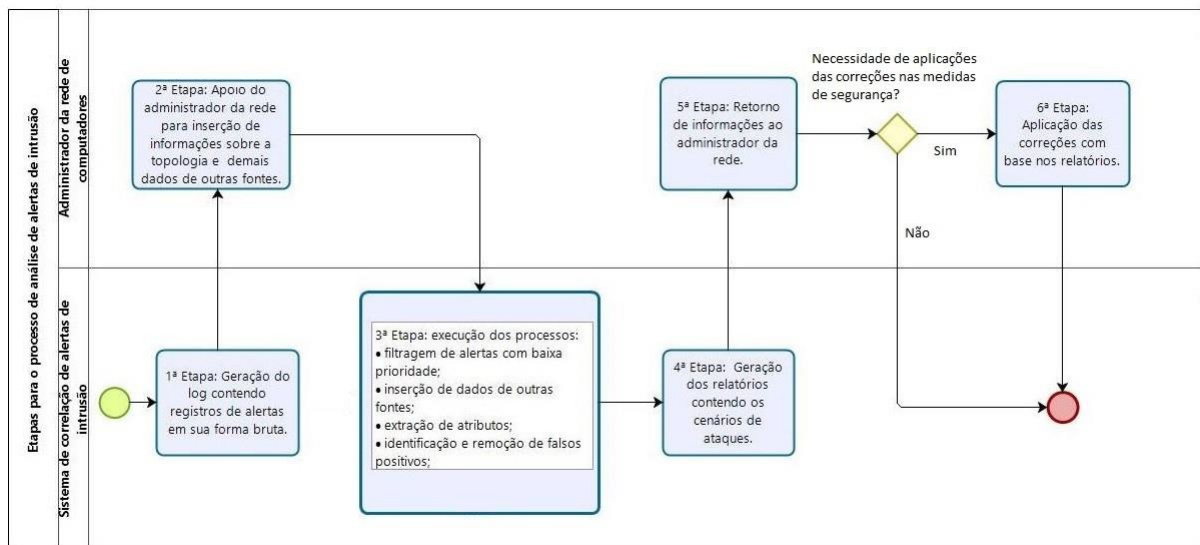 Etapas para o processo de análise de alertas de intrusão
Administrador da rede de
computadores
2ª Etapa: Apoio do
administrador da rede
para inserção de
informações sobre a
topologia e demais
dados de outras fontes.
5ª Etapa: Retorno
de informações ao
administrador da
rede.
Necessidade de aplicações
das correções nas medidas
de segurança?
Sim
Não
6ª Etapa:
Aplicação das
correções com
base nos relatórios.
Sistema de correlação de alertas de
intrusão
1ª Etapa: Geração do
log contendo
registros de alertas
em sua forma bruta.
3ª Etapa: execução dos processos:
• filtragem de alertas com baixa
prioridade;
• inserção de dados de outras
fontes;
• extração de atributos;
• identificação e remoção de falsos
positivos;
4ª Etapa: Geração
dos relatórios
contendo os
cenários de
ataques.